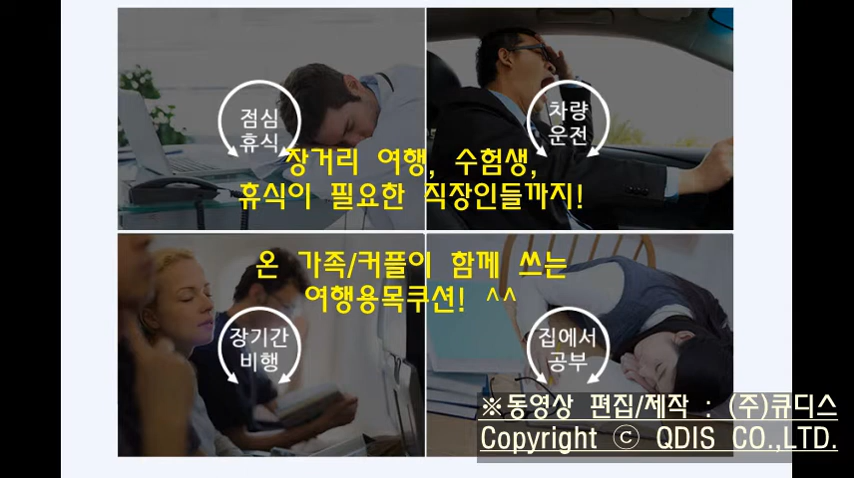 점심
휴식
차량
운전
장거리 여행, 수험생,
휴식이 필요한 직장인들까지!
온 가족/커플이 함께 쓰는
여행용목쿠션! ^^
장기간
비행
집에서
공부
※동영상 편집/제작 : (주)큐디스
Copyright ⓒ QDIS CO.,LTD.